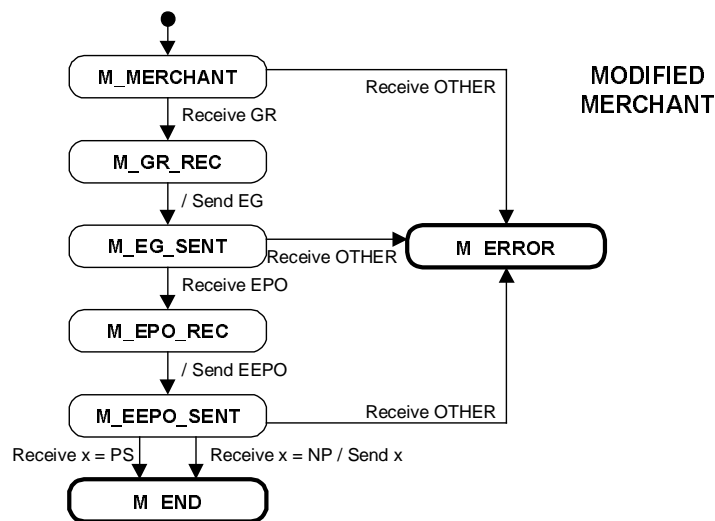 M_MERCHANT
Receive OTHER
MODIFIED
MERCHANT
Receive GR
M_GR_REC
/ Send EG
M_EG_SENT
Receive OTHER
M ERROR
Receive EPO
M_EPO_REC
/ Send EEPO
M_EEPO_SENT
Receive OTHER
Receive x = PS
Receive x = NP / Send x
M END